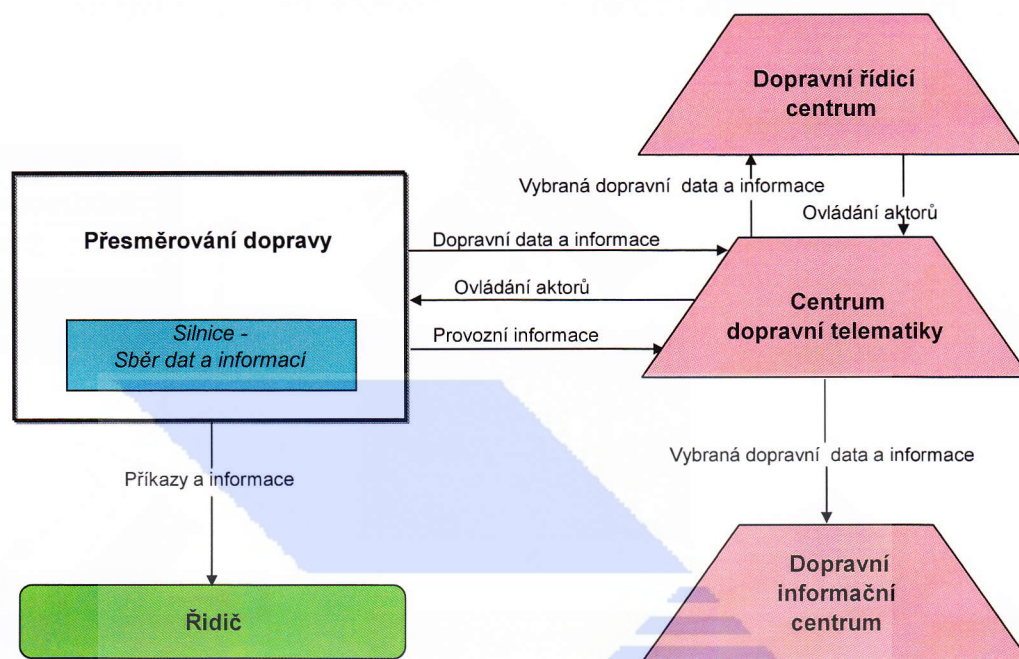 Dopravní řídicí
centrum
Vybraná dopravní data a informace
Ovládání aktorů
Přesměrování dopravy
Dopravní data a informace
Ovládání aktorů
Centrum
dopravní telematiky
Silnice -
Sběr dat a informací
Provozní informace
Vybraná dopravní data a informace
Příkazy a informace
Dopravní
informační
centrum
Řidič